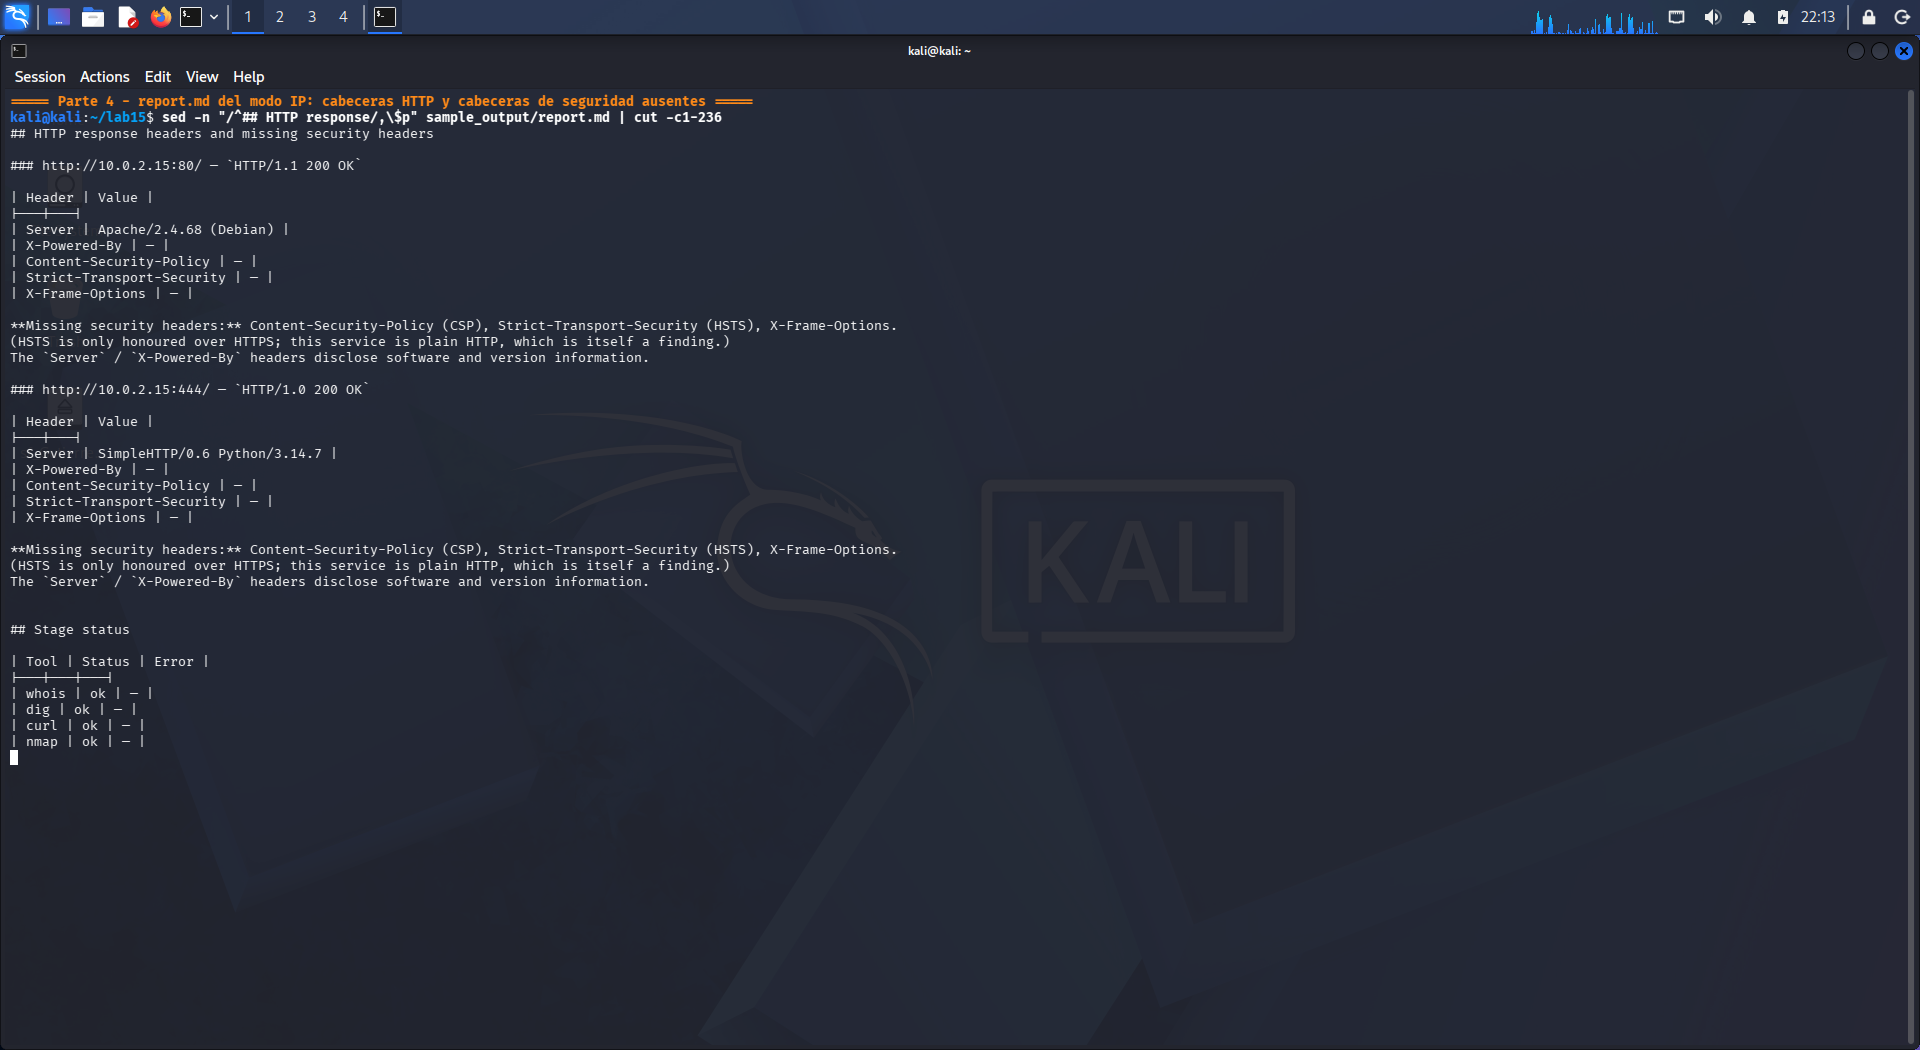 1 2 3 4
22:13
kali@kali: ~
Session Actions Edit View Help
===== Parte 4 - report.md del modo IP: cabeceras HTTP y cabeceras de seguridad ausentes =====
kali@kali:~/lab15$ sed -n "/^## HTTP response/,\$p" sample_output/report.md | cut -c1-236
## HTTP response headers and missing security headers
### http://10.0.2.15:80/ — `HTTP/1.1 200 OK`
| Header | Value |
|---|---|
| Server | Apache/2.4.68 (Debian) |
| X-Powered-By | — |
| Content-Security-Policy | — |
| Strict-Transport-Security | — |
| X-Frame-Options | — |
**Missing security headers:** Content-Security-Policy (CSP), Strict-Transport-Security (HSTS), X-Frame-Options.
(HSTS is only honoured over HTTPS; this service is plain HTTP, which is itself a finding.)
The `Server` / `X-Powered-By` headers disclose software and version information.
### http://10.0.2.15:444/ — `HTTP/1.0 200 OK`
| Header | Value |
|---|---|
| Server | SimpleHTTP/0.6 Python/3.14.7 |
| X-Powered-By | — |
| Content-Security-Policy | — |
| Strict-Transport-Security | — |
| X-Frame-Options | — |
**Missing security headers:** Content-Security-Policy (CSP), Strict-Transport-Security (HSTS), X-Frame-Options.
(HSTS is only honoured over HTTPS; this service is plain HTTP, which is itself a finding.)
The `Server` / `X-Powered-By` headers disclose software and version information.
## Stage status
| Tool | Status | Error |
|---|---|---|
| whois | ok | — |
| dig | ok | — |
| curl | ok | — |
| nmap | ok | — |
KALI